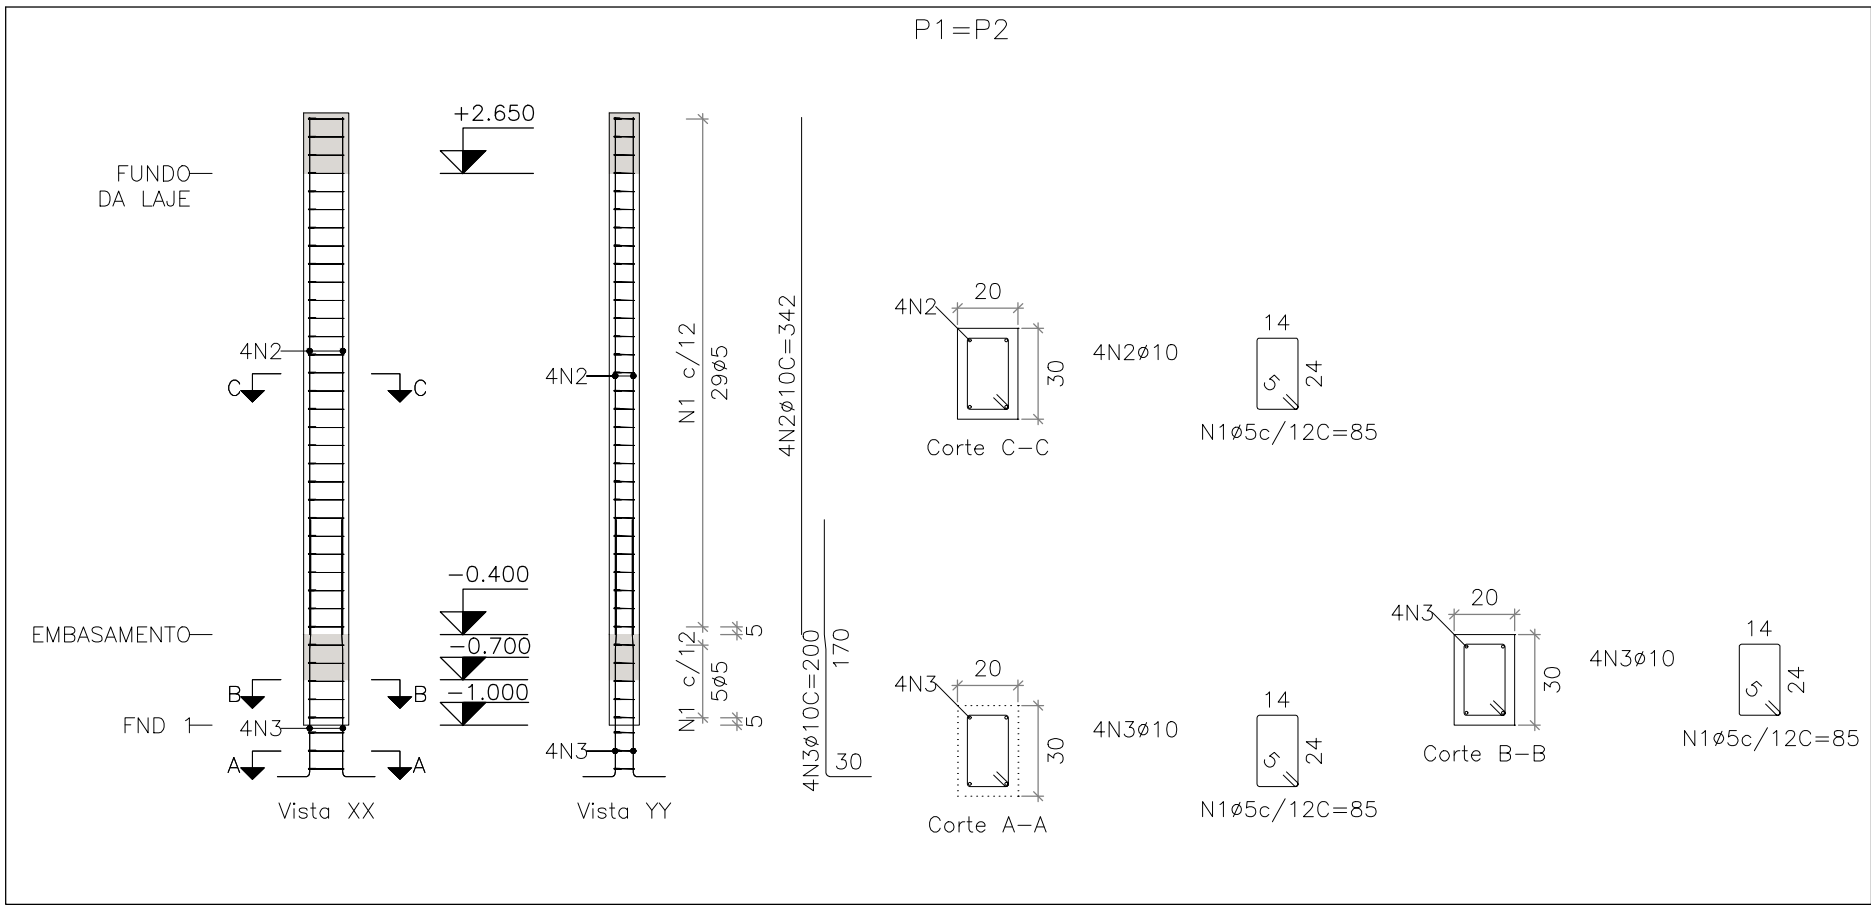 P1=P2
+2.650
FUNDO
DA LAJE
4N2
C
C
4N2
N1 c/12
29ø5
4N2ø10C=342
4N2
20
30
Corte C-C
4N2ø10
14
24
5
N1ø5c/12C=85
-0.400
EMBASAMENTO
-0.700
B
B
-1.000
FND 1
4N3
A
A
Vista XX
4N3
Vista YY
5
N1 c/12
5ø5
5
4N3ø10C=200
170
30
4N3
20
30
Corte A-A
4N3ø10
14
24
5
N1ø5c/12C=85
4N3
20
30
Corte B-B
4N3ø10
14
24
5
N1ø5c/12C=85